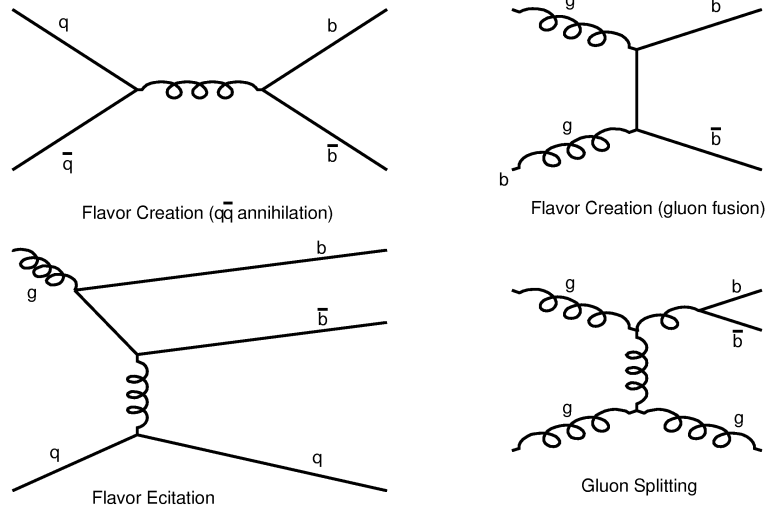 q
b
q̅
b̅
Flavor Creation (qq̅ annihilation)
g
b
g
b̅
b
Flavor Creation (gluon fusion)
g
b
b̅
q
q
Flavor Ecitation
g
b
b̅
g
g
Gluon Splitting